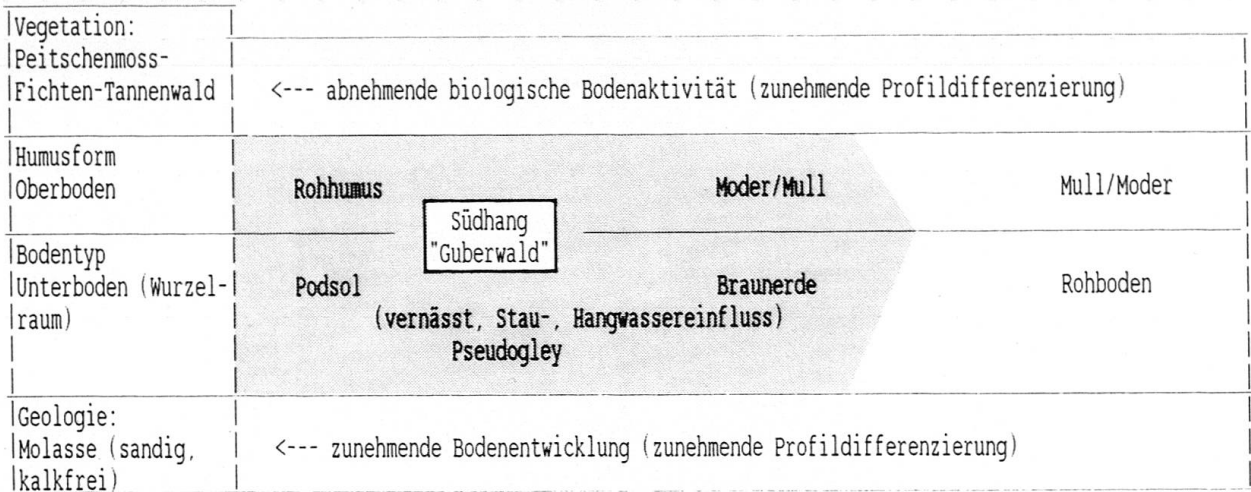 Vegetation:
Peitschenmoss-
Fichten-Tannenwald <--- abnehmende biologische Bodenaktivität (zunehmende Profildifferenzierung)
Humusform
Oberboden Rohhumus Moder/Mull Mull/Moder
Südhang
"Guberwald"
Bodentyp
Unterboden (Wurzel- Podsol Braunerde Rohboden
raum) (vernässt, Stau-, Hangwassereinfluss)
Pseudogley
Geologie:
Molasse (sandig, <--- zunehmende Bodenentwicklung (zunehmende Profildifferenzierung)
kalkfrei)